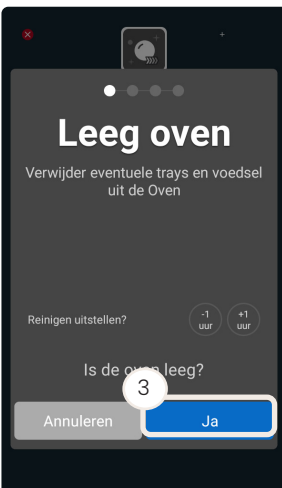 Leeg oven
Verwijder eventuele trays en voedsel
uit de Oven
Reinigen uitstellen?
-1
uur
+1
uur
Is de oven leeg?
3
Annuleren
Ja